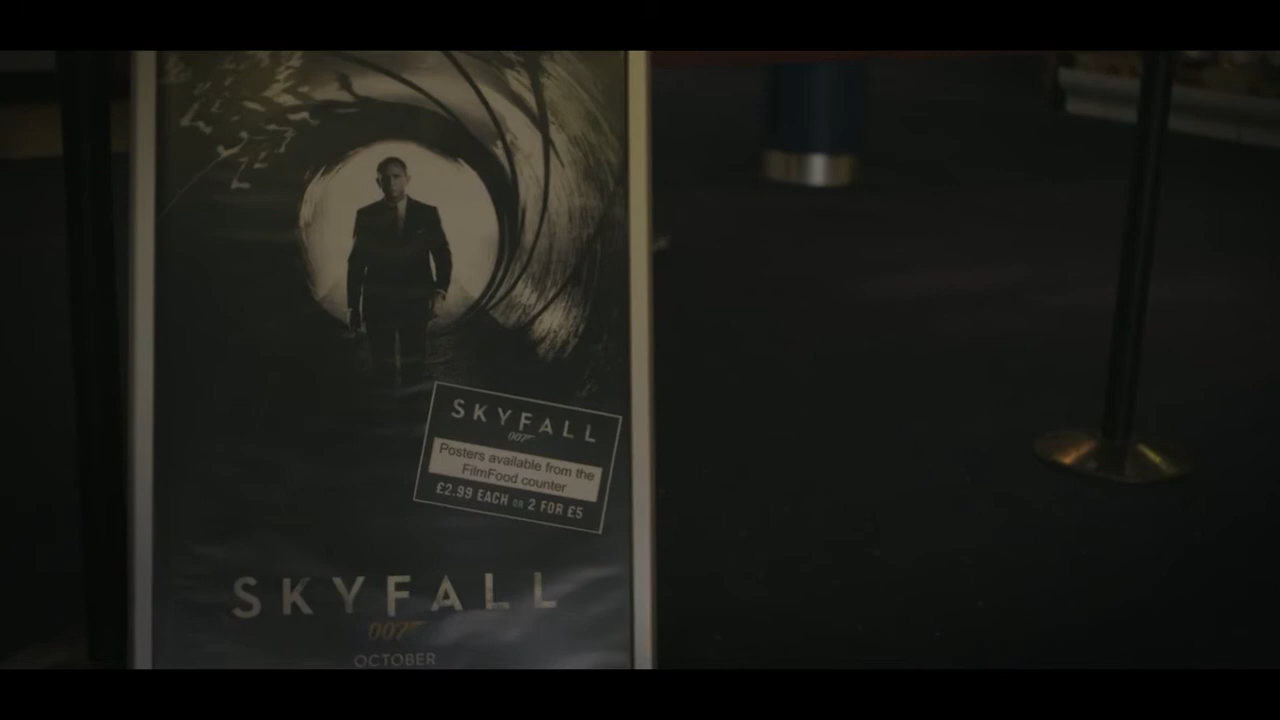 SKYFALL
007
Posters available from the
FilmFood counter
£2.99 EACH OR 2 FOR £5
SKYFALL
007
OCTOBER